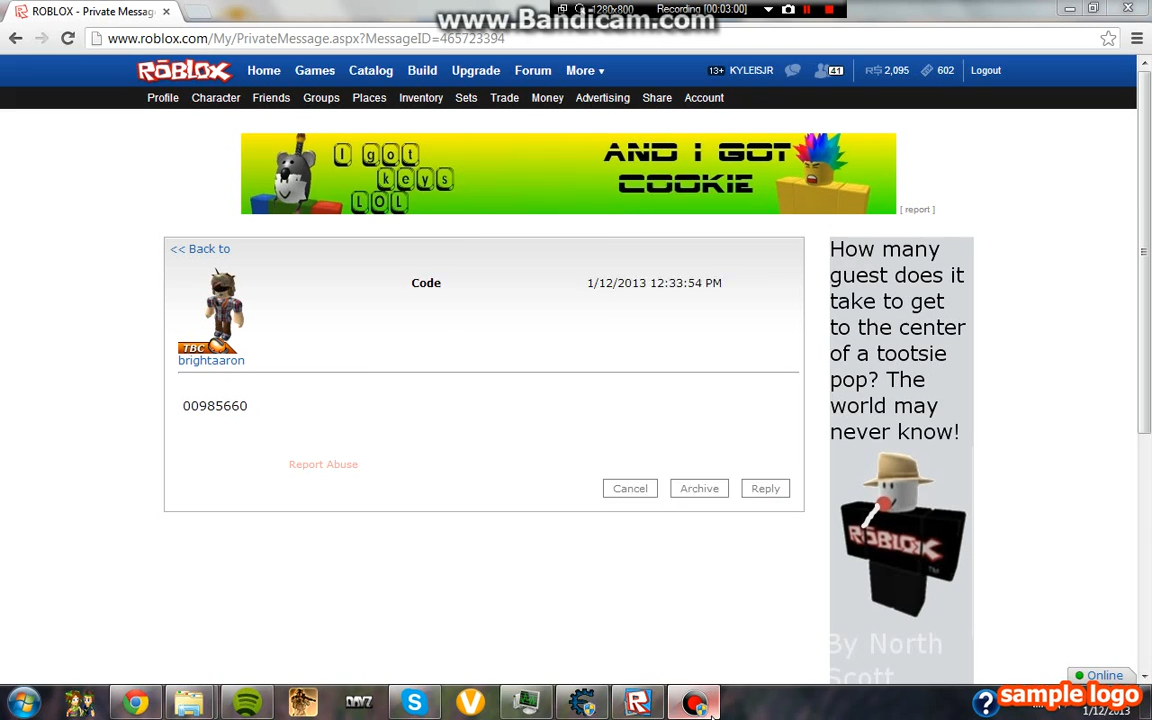 ROBLOX - Private Messag
1280x800
Recording [00:03:00]
www.Bandicam.com
www.roblox.com/My/PrivateMessage.aspx?MessageID=465723394
ROBLOX Home Games Catalog Build Upgrade Forum More 13+ KYLEISJR 41 R$ 2,095 602 Logout
Profile Character Friends Groups Places Inventory Sets Trade Money Advertising Share Account
I got keys LOL
AND i GOT COOKIE
[ report ]
<< Back to
Code
1/12/2013 12:33:54 PM
TBC
brightaaron
00985660
Report Abuse
Cancel Archive Reply
How many
guest does it
take to get
to the center
of a tootsie
pop? The
world may
never know!
ROBLOX
TM
By North
Scott
Online
DAYZ
sample logo
1/12/2013